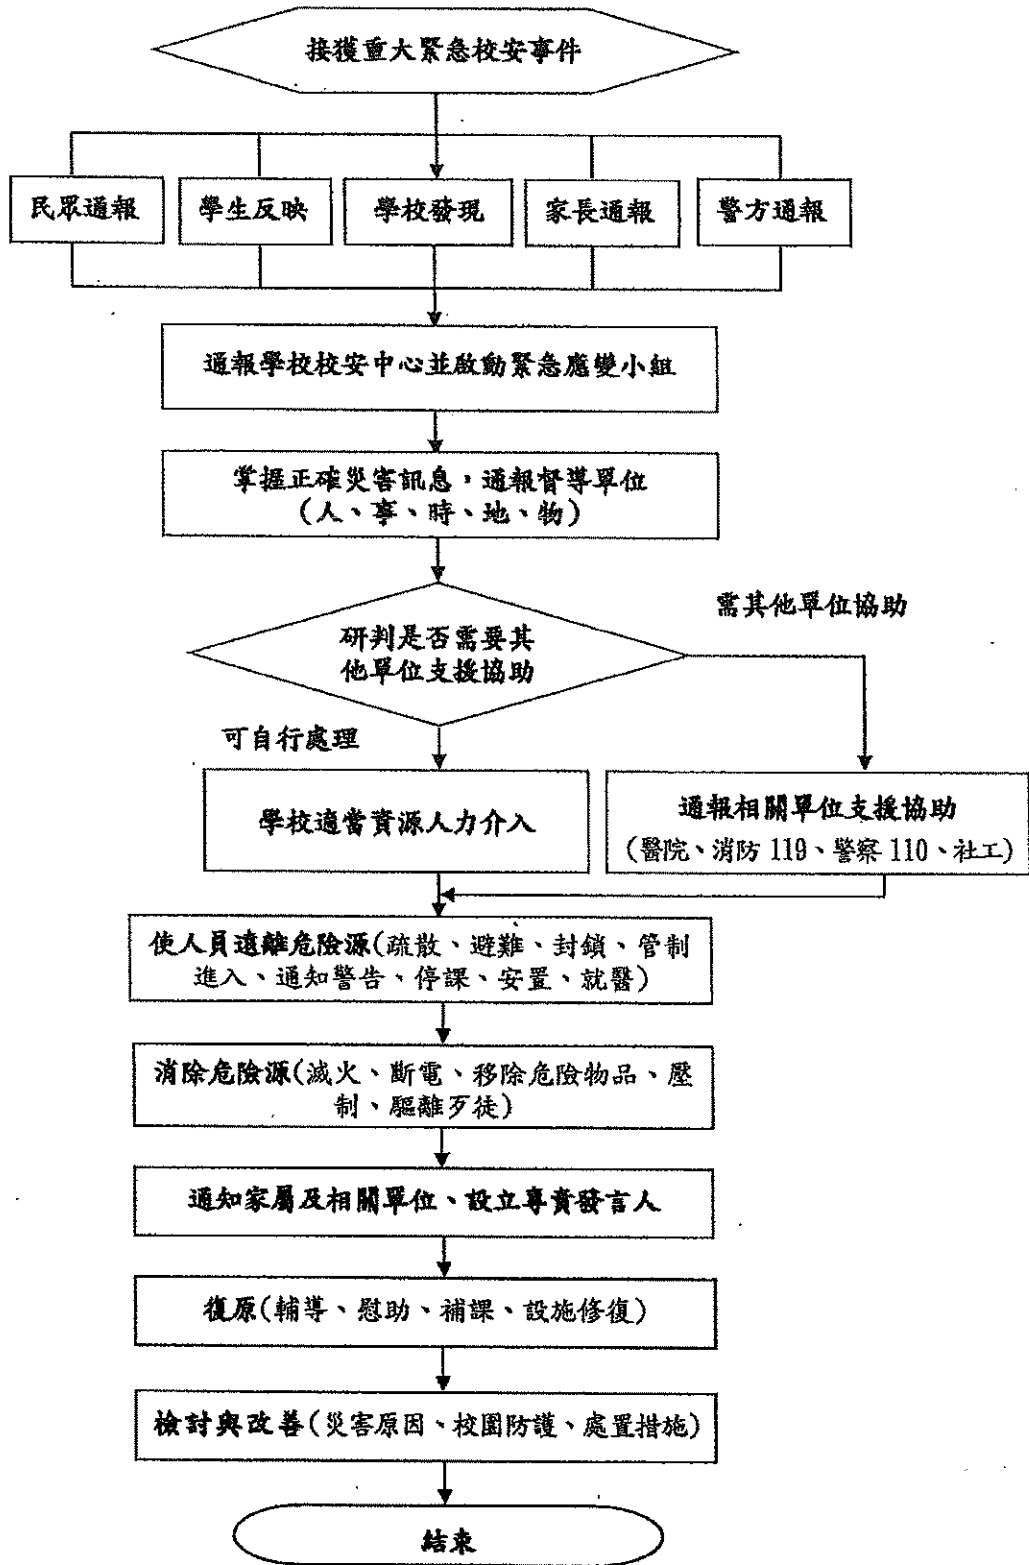 接獲重大緊急校安事件
民眾通報
學生反映
學校發現
家長通報
警方通報
通報學校校安中心並啟動緊急應變小組
掌握正確災害訊息，通報督導單位
(人、事、時、地、物)
需其他單位協助
研判是否需要其
他單位支援協助
可自行處理
學校適當資源人力介入
通報相關單位支援協助
(醫院、消防 119、警察 110、社工)
使人員遠離危險源(疏散、避難、封鎖、管制
進入、通知警告、停課、安置、就醫)
消除危險源(滅火、斷電、移除危險物品、壓
制、驅離歹徒)
通知家屬及相關單位、設立專責發言人
復原(輔導、慰助、補課、設施修復)
檢討與改善(災害原因、校園防護、處置措施)
結束